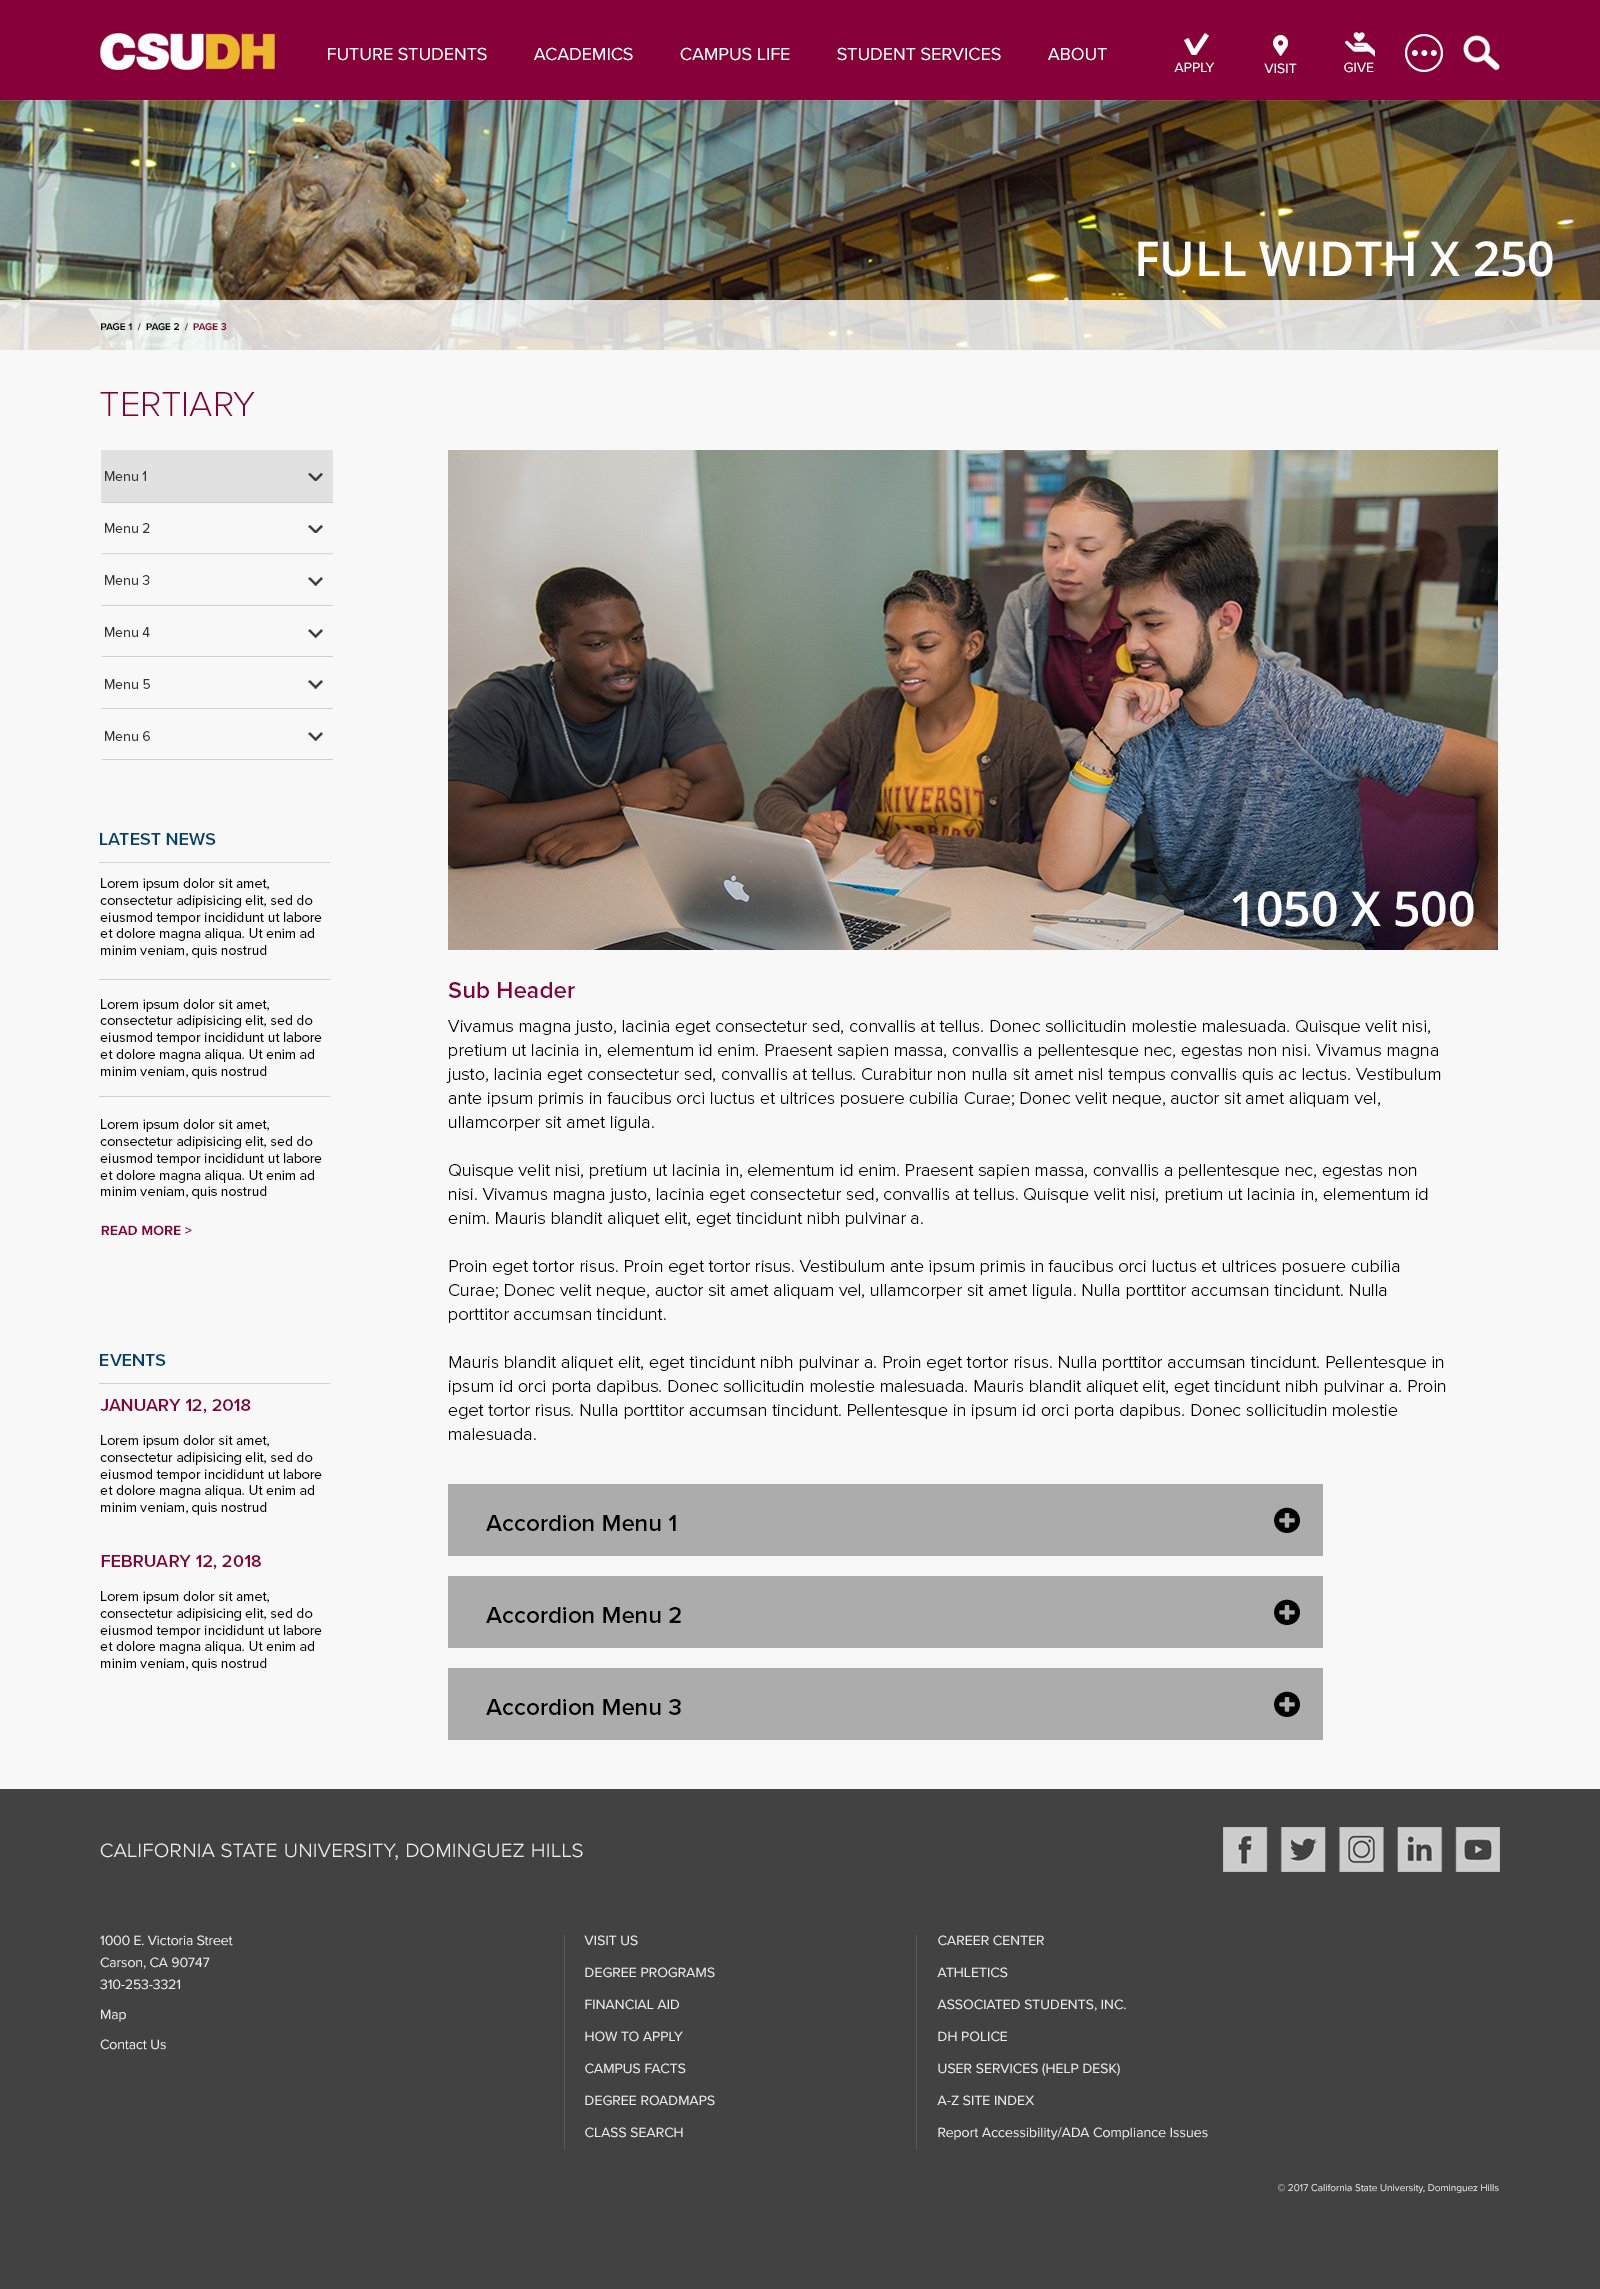 CSUDH
FUTURE STUDENTS
ACADEMICS
CAMPUS LIFE
STUDENT SERVICES
ABOUT
APPLY
VISIT
GIVE
FULL WIDTH X 250
PAGE 1 / PAGE 2 / PAGE 3
TERTIARY
Menu 1
Menu 2
Menu 3
Menu 4
Menu 5
Menu 6
LATEST NEWS
Lorem ipsum dolor sit amet,
consectetur adipisicing elit, sed do
eiusmod tempor incididunt ut labore
et dolore magna aliqua. Ut enim ad
minim veniam, quis nostrud
Lorem ipsum dolor sit amet,
consectetur adipisicing elit, sed do
eiusmod tempor incididunt ut labore
et dolore magna aliqua. Ut enim ad
minim veniam, quis nostrud
Lorem ipsum dolor sit amet,
consectetur adipisicing elit, sed do
eiusmod tempor incididunt ut labore
et dolore magna aliqua. Ut enim ad
minim veniam, quis nostrud
READ MORE >
EVENTS
JANUARY 12, 2018
Lorem ipsum dolor sit amet,
consectetur adipisicing elit, sed do
eiusmod tempor incididunt ut labore
et dolore magna aliqua. Ut enim ad
minim veniam, quis nostrud
FEBRUARY 12, 2018
Lorem ipsum dolor sit amet,
consectetur adipisicing elit, sed do
eiusmod tempor incididunt ut labore
et dolore magna aliqua. Ut enim ad
minim veniam, quis nostrud
1050 X 500
Sub Header
Vivamus magna justo, lacinia eget consectetur sed, convallis at tellus. Donec sollicitudin molestie malesuada. Quisque velit nisi,
pretium ut lacinia in, elementum id enim. Praesent sapien massa, convallis a pellentesque nec, egestas non nisi. Vivamus magna
justo, lacinia eget consectetur sed, convallis at tellus. Curabitur non nulla sit amet nisl tempus convallis quis ac lectus. Vestibulum
ante ipsum primis in faucibus orci luctus et ultrices posuere cubilia Curae; Donec velit neque, auctor sit amet aliquam vel,
ullamcorper sit amet ligula.
Quisque velit nisi, pretium ut lacinia in, elementum id enim. Praesent sapien massa, convallis a pellentesque nec, egestas non
nisi. Vivamus magna justo, lacinia eget consectetur sed, convallis at tellus. Quisque velit nisi, pretium ut lacinia in, elementum id
enim. Mauris blandit aliquet elit, eget tincidunt nibh pulvinar a.
Proin eget tortor risus. Proin eget tortor risus. Vestibulum ante ipsum primis in faucibus orci luctus et ultrices posuere cubilia
Curae; Donec velit neque, auctor sit amet aliquam vel, ullamcorper sit amet ligula. Nulla porttitor accumsan tincidunt. Nulla
porttitor accumsan tincidunt.
Mauris blandit aliquet elit, eget tincidunt nibh pulvinar a. Proin eget tortor risus. Nulla porttitor accumsan tincidunt. Pellentesque in
ipsum id orci porta dapibus. Donec sollicitudin molestie malesuada. Mauris blandit aliquet elit, eget tincidunt nibh pulvinar a. Proin
eget tortor risus. Nulla porttitor accumsan tincidunt. Pellentesque in ipsum id orci porta dapibus. Donec sollicitudin molestie
malesuada.
Accordion Menu 1
Accordion Menu 2
Accordion Menu 3
CALIFORNIA STATE UNIVERSITY, DOMINGUEZ HILLS
1000 E. Victoria Street
Carson, CA 90747
310-253-3321
Map
Contact Us
VISIT US
DEGREE PROGRAMS
FINANCIAL AID
HOW TO APPLY
CAMPUS FACTS
DEGREE ROADMAPS
CLASS SEARCH
CAREER CENTER
ATHLETICS
ASSOCIATED STUDENTS, INC.
DH POLICE
USER SERVICES (HELP DESK)
A-Z SITE INDEX
Report Accessibility/ADA Compliance Issues
© 2017 California State University, Dominguez Hills